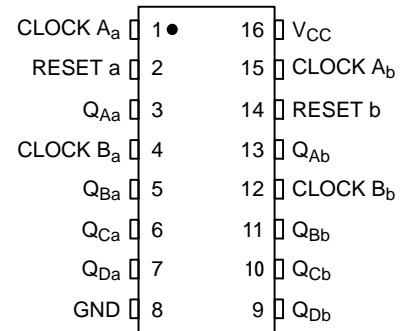 CLOCK Aa 1 16 VCC
RESET a 2 15 CLOCK Ab
QAa 3 14 RESET b
CLOCK Ba 4 13 QAb
QBa 5 12 CLOCK Bb
QCa 6 11 QBb
QDa 7 10 QCb
GND 8 9 QDb